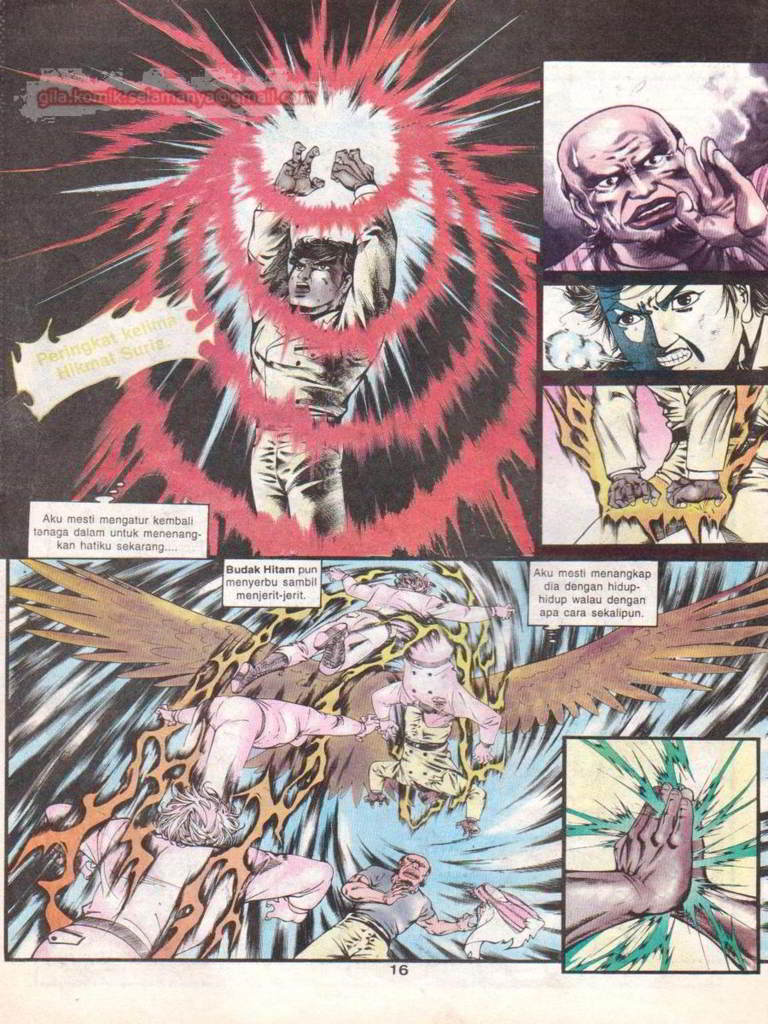 gila.komik.selamanya@gmail.com
Peringkat kelima
Hikmat Suria.
Aku mesti mengatur kembali
tenaga dalam untuk menenang-
kan hatiku sekarang....
Budak Hitam pun
menyerbu sambil
menjerit-jerit.
Aku mesti menangkap
dia dengan hidup-
hidup walau dengan
apa cara sekalipun.
16